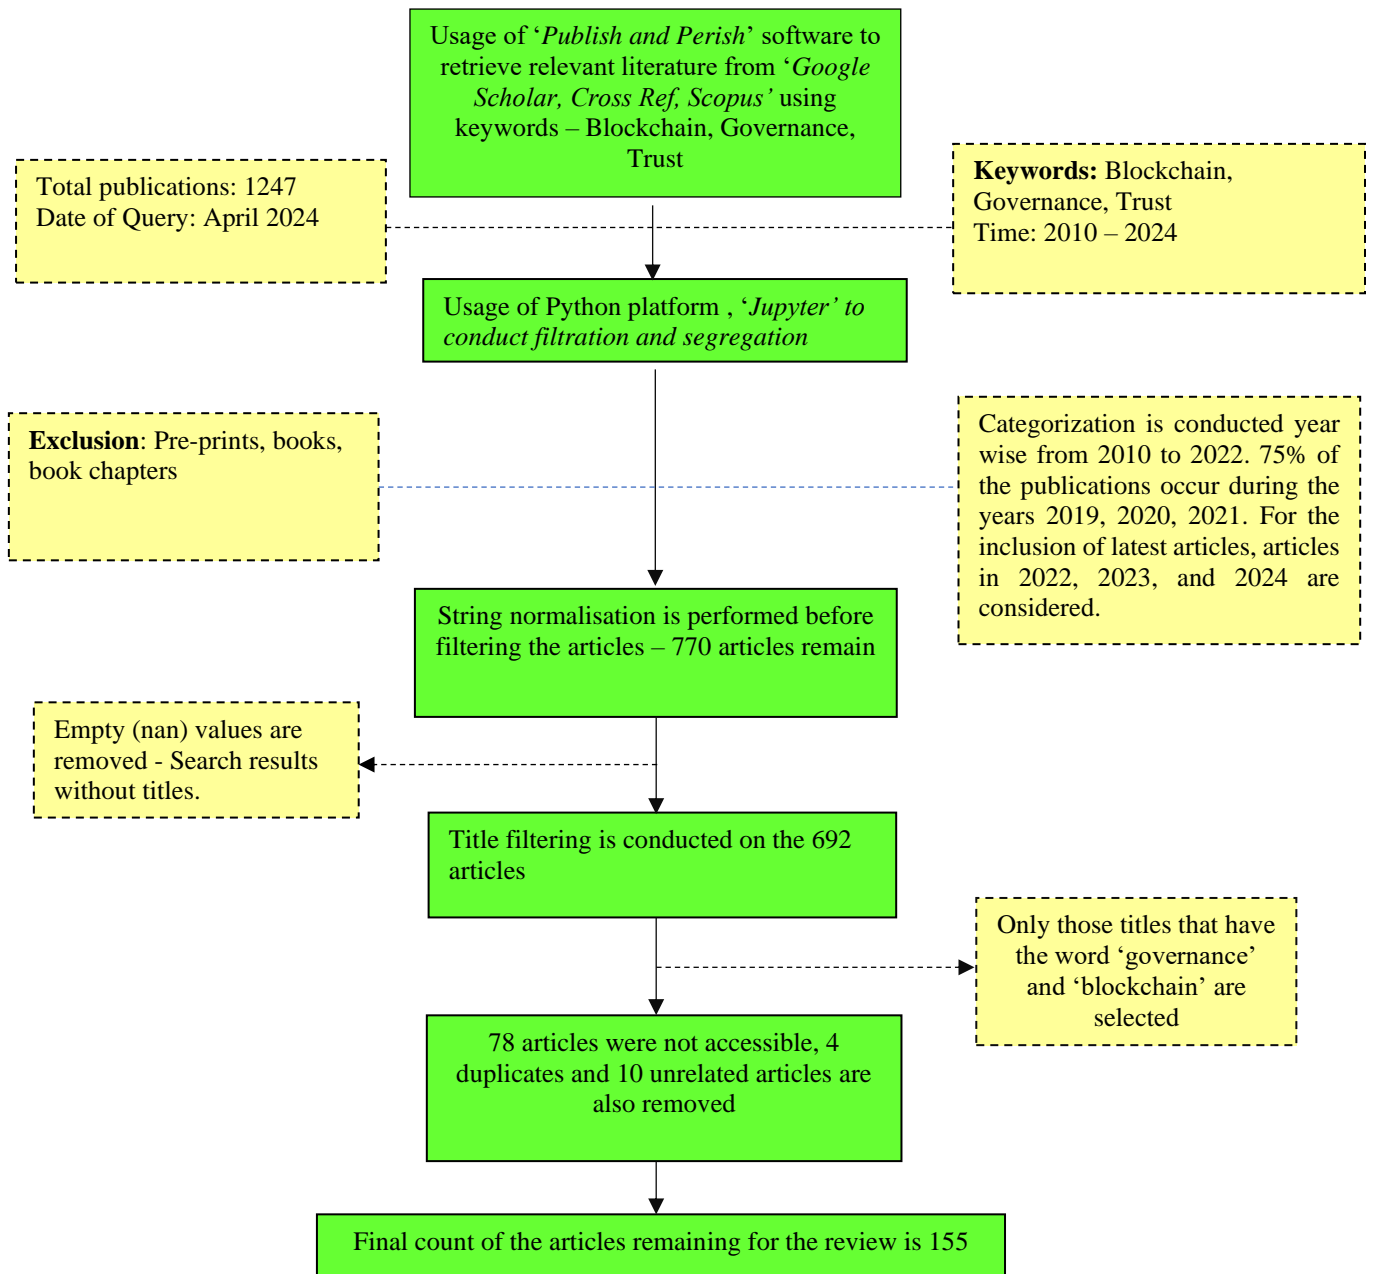 Usage of ‘Publish and Perish’ software to
retrieve relevant literature from ‘Google
Scholar, Cross Ref, Scopus’ using
keywords – Blockchain, Governance,
Trust
Total publications: 1247
Date of Query: April 2024
Keywords: Blockchain,
Governance, Trust
Time: 2010 – 2024
Usage of Python platform , ‘Jupyter’ to
conduct filtration and segregation
Exclusion: Pre-prints, books,
book chapters
Categorization is conducted year
wise from 2010 to 2022. 75% of
the publications occur during the
years 2019, 2020, 2021. For the
inclusion of latest articles, articles
in 2022, 2023, and 2024 are
considered.
String normalisation is performed before
filtering the articles – 770 articles remain
Empty (nan) values are
removed - Search results
without titles.
Title filtering is conducted on the 692
articles
Only those titles that have
the word ‘governance’
and ‘blockchain’ are
selected
78 articles were not accessible, 4
duplicates and 10 unrelated articles are
also removed
Final count of the articles remaining for the review is 155